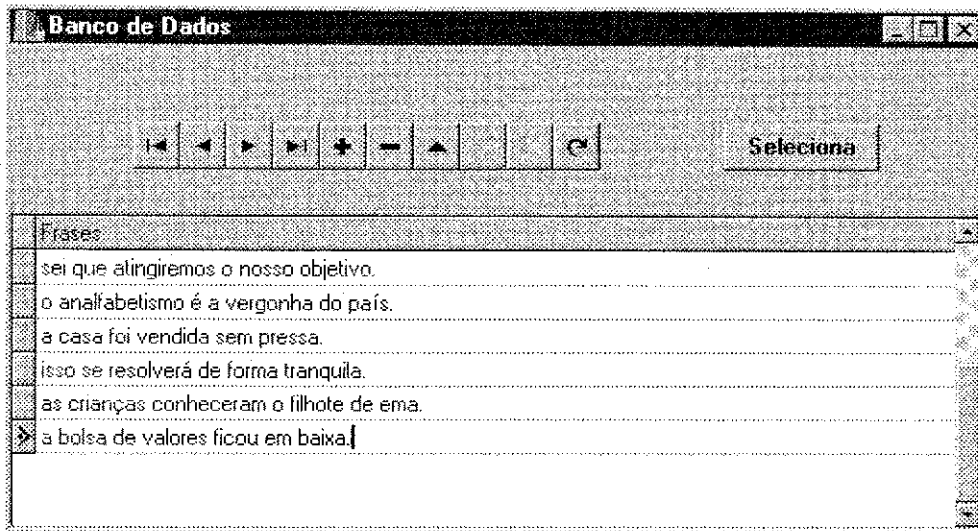 Banco de Dados
Seleciona
Frases
sei que atingiremos o nosso objetivo.
o analfabetismo é a vergonha do país.
a casa foi vendida sem pressa.
isso se resolverá de forma tranquila.
as crianças conheceram o filhote de ema.
a bolsa de valores ficou em baixa.